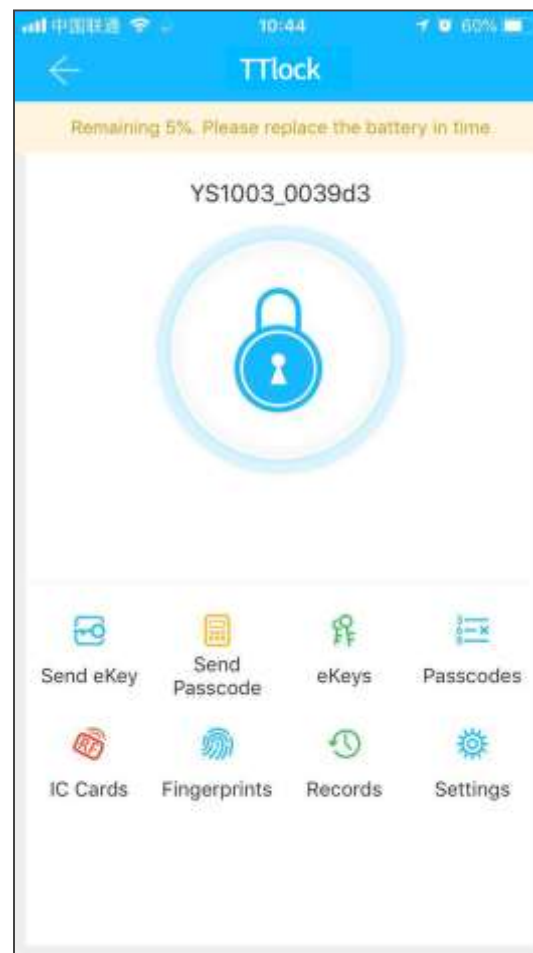 中国联通 10:44 60%
TTlock
Remaining 5%. Please replace the battery in time.
YS1003_0039d3
Send eKey
Send
Passcode
eKeys
Passcodes
RF
IC Cards
Fingerprints
Records
Settings